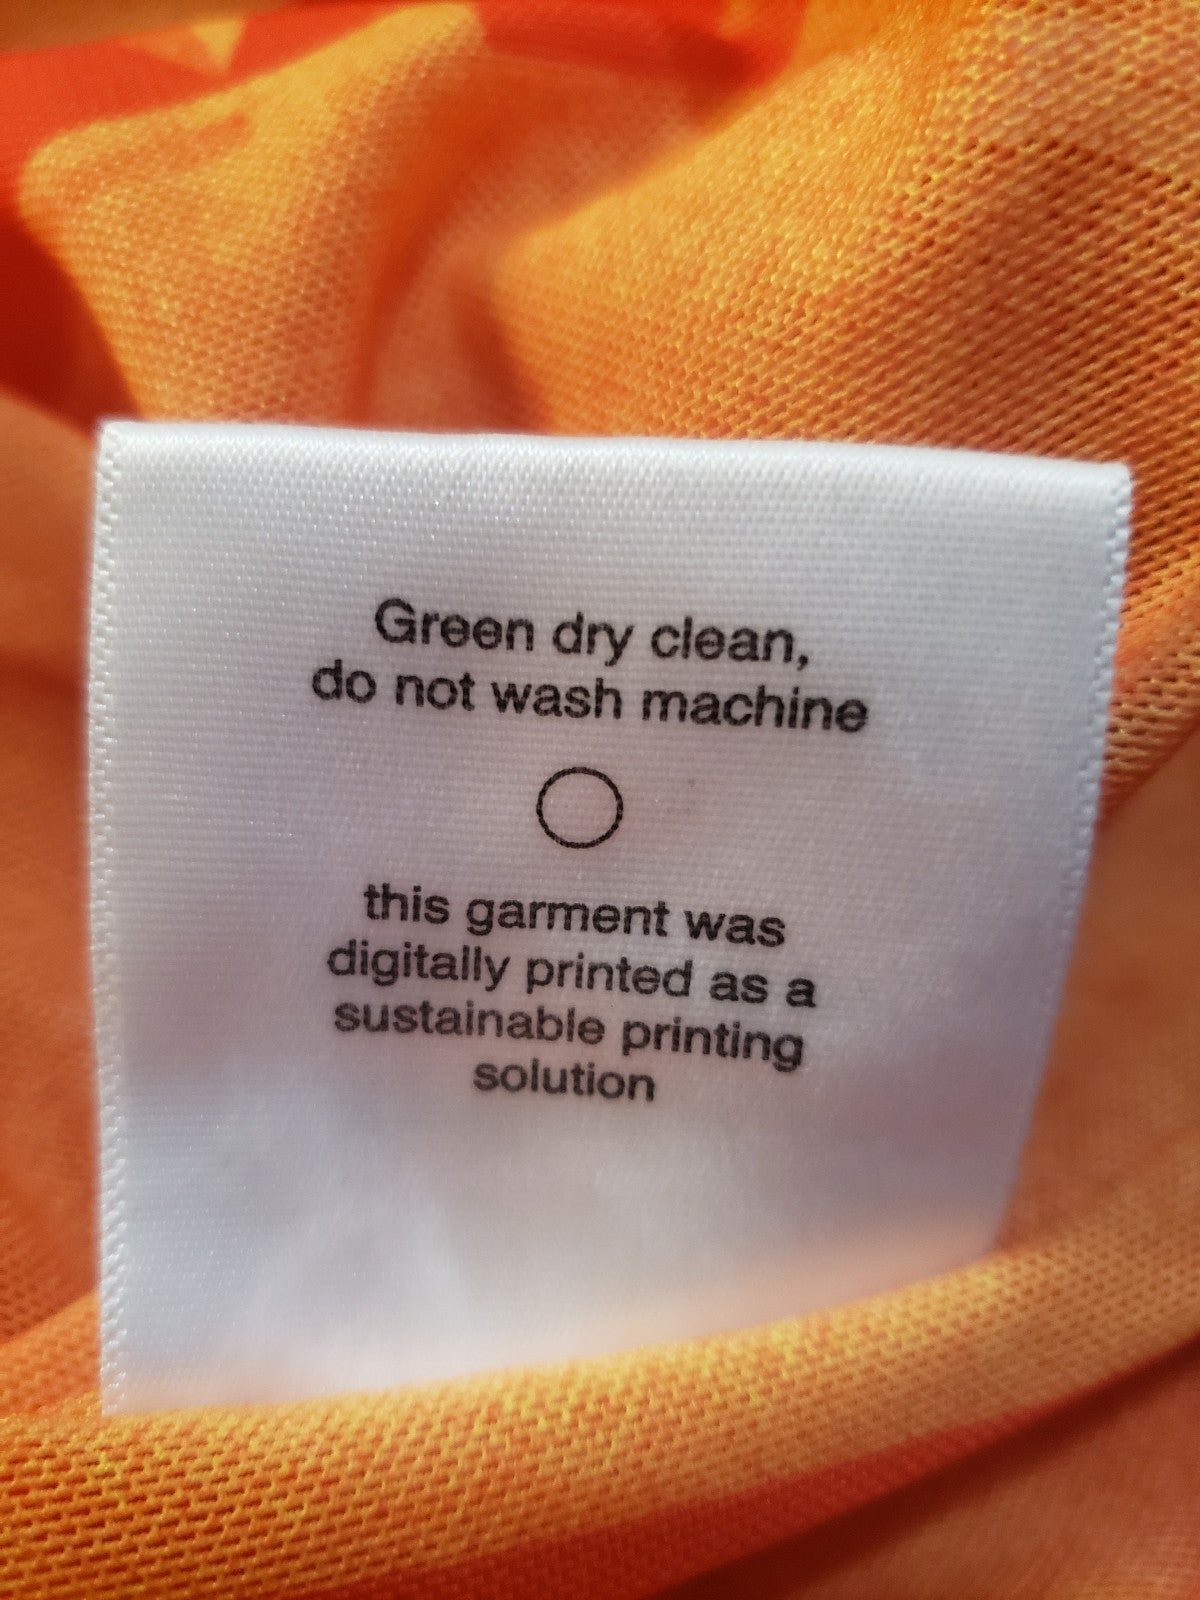 Green dry clean,
do not wash machine
this garment was
digitally printed as a
sustainable printing
solution